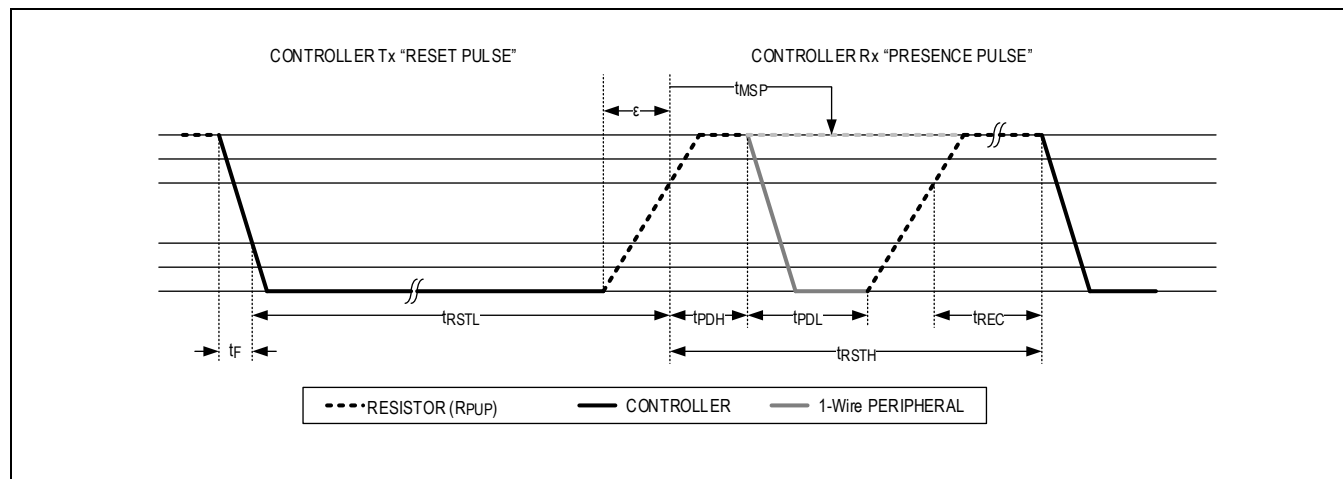 CONTROLLER Tx “RESET PULSE”
CONTROLLER Rx “PRESENCE PULSE”
ε
tMSP
tRSTL
tPDH
tPDL
tREC
tF
tRSTH
RESISTOR (RPUP)
CONTROLLER
1-Wire PERIPHERAL